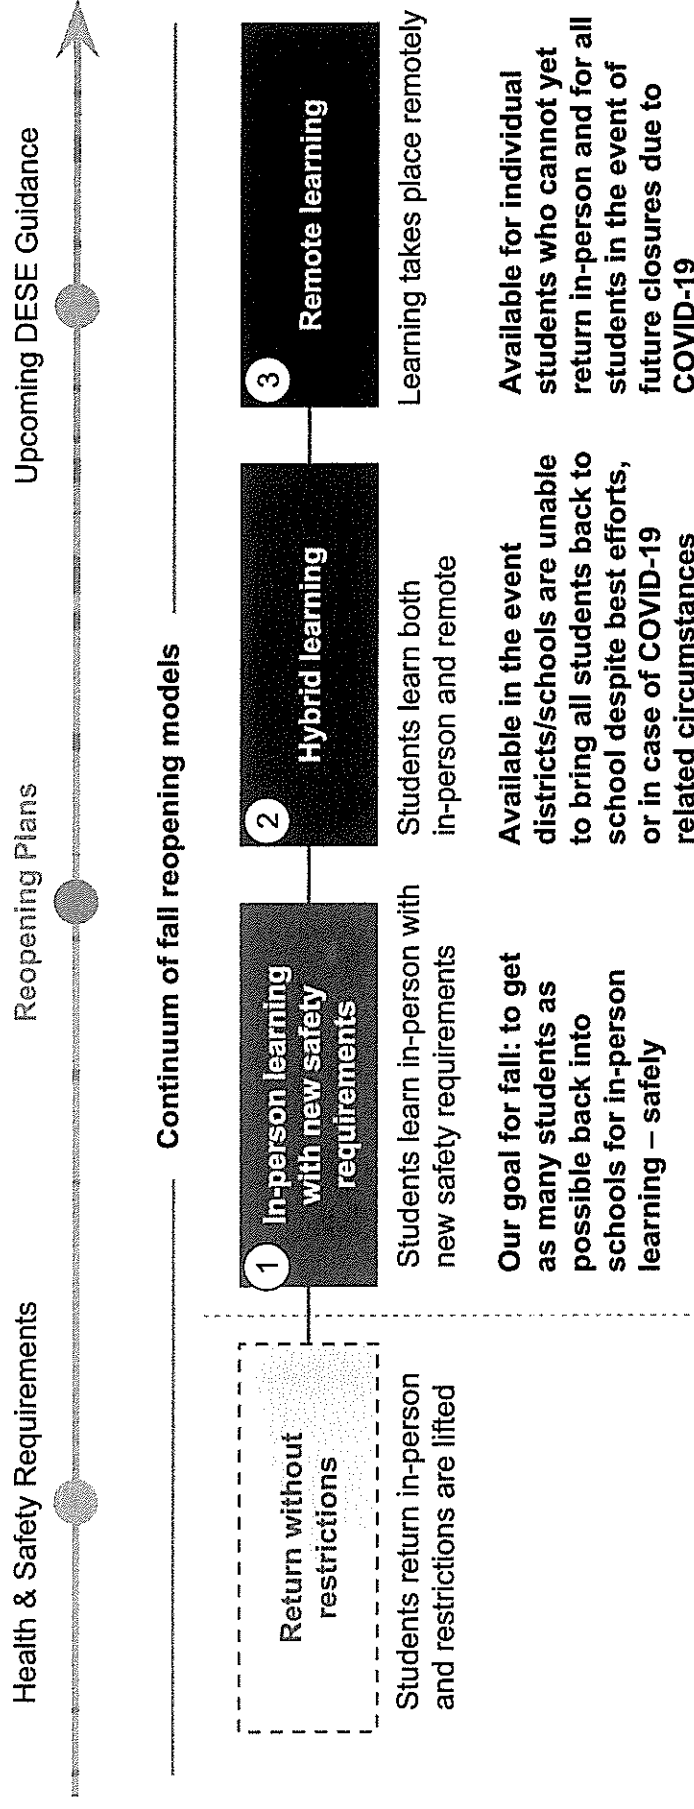 Health & Safety Requirements
Reopening Plans
Upcoming DESE Guidance
Continuum of fall reopening models
Return without
restrictions
Students return in-person
and restrictions are lifted
1
In-person learning
with new safety
requirements
Students learn in-person with
new safety requirements
Our goal for fall: to get
as many students as
possible back into
schools for in-person
learning – safely
2
Hybrid learning
Students learn both
in-person and remote
Available in the event
districts/schools are unable
to bring all students back to
school despite best efforts,
or in case of COVID-19
related circumstances
3
Remote learning
Learning takes place remotely
Available for individual
students who cannot yet
return in-person and for all
students in the event of
future closures due to
COVID-19